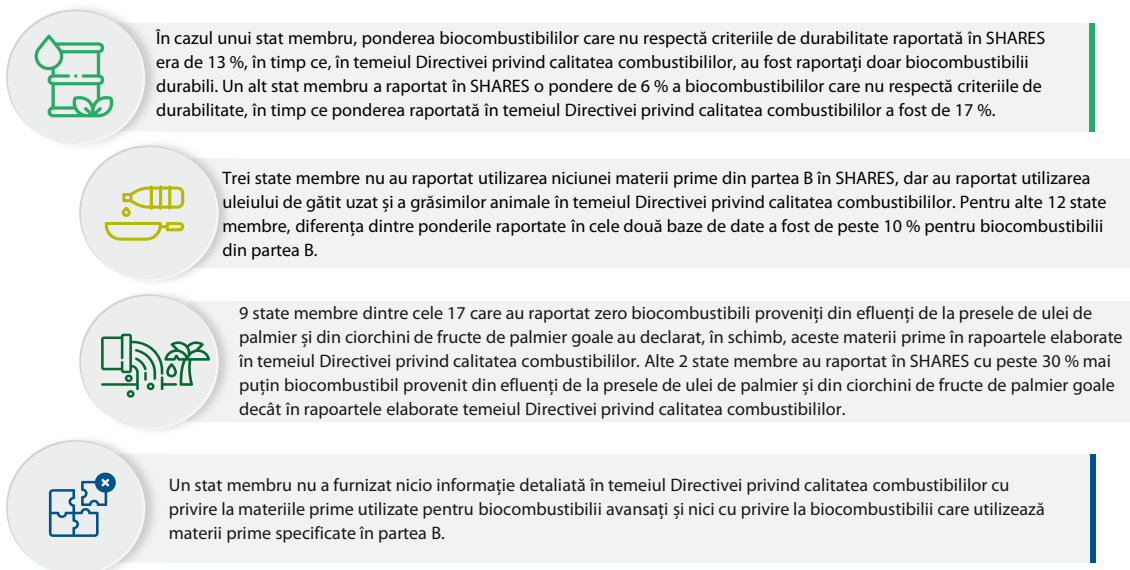 În cazul unui stat membru, ponderea biocombustibililor care nu respectă criteriile de durabilitate raportată în SHARES
era de 13 %, în timp ce, în temeiul Directivei privind calitatea combustibililor, au fost raportați doar biocombustibilii
durabili. Un alt stat membru a raportat în SHARES o pondere de 6 % a biocombustibililor care nu respectă criteriile de
durabilitate, în timp ce ponderea raportată în temeiul Directivei privind calitatea combustibililor a fost de 17 %.
Trei state membre nu au raportat utilizarea niciunei materii prime din partea B în SHARES, dar au raportat utilizarea
uleiului de gătit uzat și a grăsimilor animale în temeiul Directivei privind calitatea combustibililor. Pentru alte 12 state
membre, diferența dintre ponderile raportate în cele două baze de date a fost de peste 10 % pentru biocombustibilii
din partea B.
9 state membre dintre cele 17 care au raportat zero biocombustibili proveniți din efluenți de la presele de ulei de
palmier și din ciorchini de fructe de palmier goale au declarat, în schimb, aceste materii prime în rapoartele elaborate
în temeiul Directivei privind calitatea combustibililor. Alte 2 state membre au raportat în SHARES cu peste 30 % mai
puțin biocombustibil provenit din efluenți de la presele de ulei de palmier și din ciorchini de fructe de palmier goale
decât în rapoartele elaborate temeiul Directivei privind calitatea combustibililor.
Un stat membru nu a furnizat nicio informație detaliată în temeiul Directivei privind calitatea combustibililor cu
privire la materiile prime utilizate pentru biocombustibilii avansați și nici cu privire la biocombustibilii care utilizează
materii prime specificate în partea B.